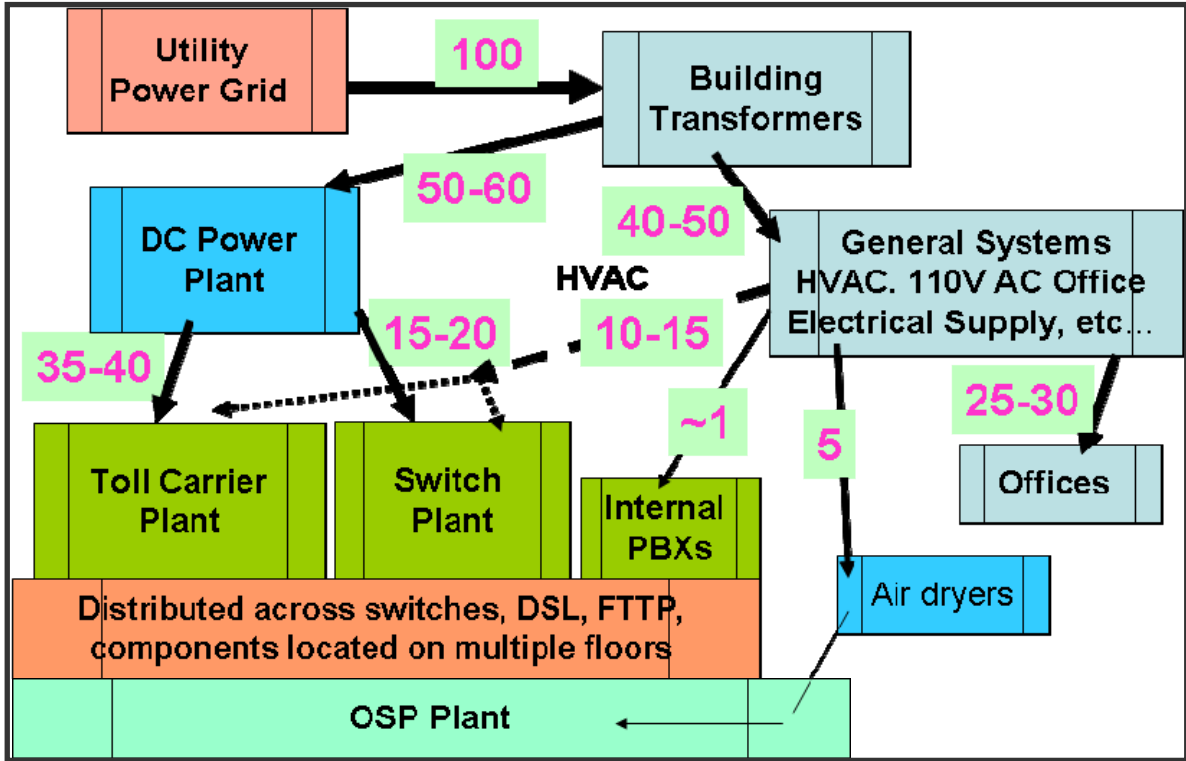 Utility
Power Grid
100
Building
Transformers
50-60
40-50
DC Power
Plant
General Systems
HVAC. 110V AC Office
Electrical Supply, etc...
HVAC
10-15
15-20
35-40
25-30
~1
5
Toll Carrier
Plant
Switch
Plant
Internal
PBXs
Offices
Air dryers
Distributed across switches, DSL, FTTP,
components located on multiple floors
OSP Plant